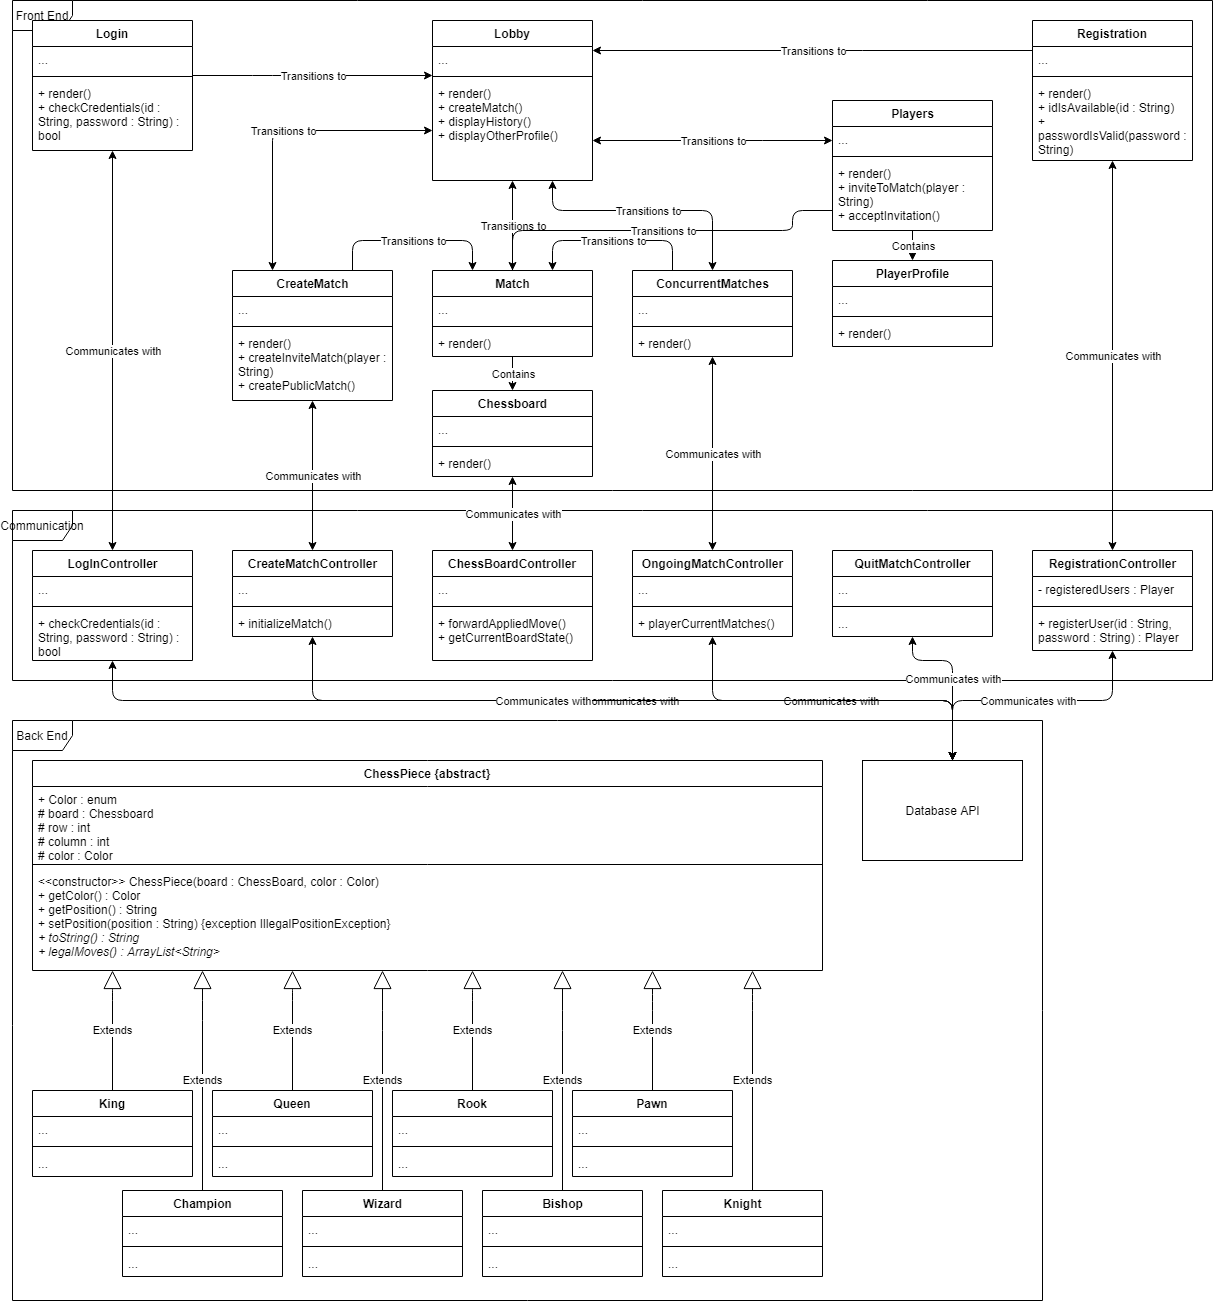 Front End
Login
...
+ render()
+ checkCredentials(id :
String, password : String) :
bool
Lobby
...
+ render()
+ createMatch()
+ displayHistory()
+ displayOtherProfile()
Registration
...
+ render()
+ idIsAvailable(id : String)
+
passwordIsValid(password :
String)
Players
...
+ render()
+ inviteToMatch(player :
String)
+ acceptInvitation()
Transitions to
Transitions to
Transitions to
Transitions to
Transitions to
Transitions to
Transitions to
Transitions to
Transitions to
Contains
CreateMatch
...
+ render()
+ createInviteMatch(player :
String)
+ createPublicMatch()
Match
...
+ render()
ConcurrentMatches
...
+ render()
PlayerProfile
...
+ render()
Contains
Chessboard
...
+ render()
Communicates with
Communicates with
Communicates with
Communicates with
Communicates with
Communication
LogInController
...
+ checkCredentials(id :
String, password : String) :
bool
CreateMatchController
...
+ initializeMatch()
ChessBoardController
...
+ forwardAppliedMove()
+ getCurrentBoardState()
OngoingMatchController
...
+ playerCurrentMatches()
QuitMatchController
...
...
RegistrationController
- registeredUsers : Player
+ registerUser(id : String,
password : String) : Player
Communicates with
Communicates with
ommunicates with
Communicates with
Communicates with
Back End
ChessPiece {abstract}
+ Color : enum
# board : Chessboard
# row : int
# column : int
# color : Color
<<constructor>> ChessPiece(board : ChessBoard, color : Color)
+ getColor() : Color
+ getPosition() : String
+ setPosition(position : String) {exception IllegalPositionException}
+ toString() : String
+ legalMoves() : ArrayList<String>
Database API
Extends
Extends
Extends
Extends
Extends
Extends
Extends
Extends
King
...
...
Queen
...
...
Rook
...
...
Pawn
...
...
Champion
...
...
Wizard
...
...
Bishop
...
...
Knight
...
...